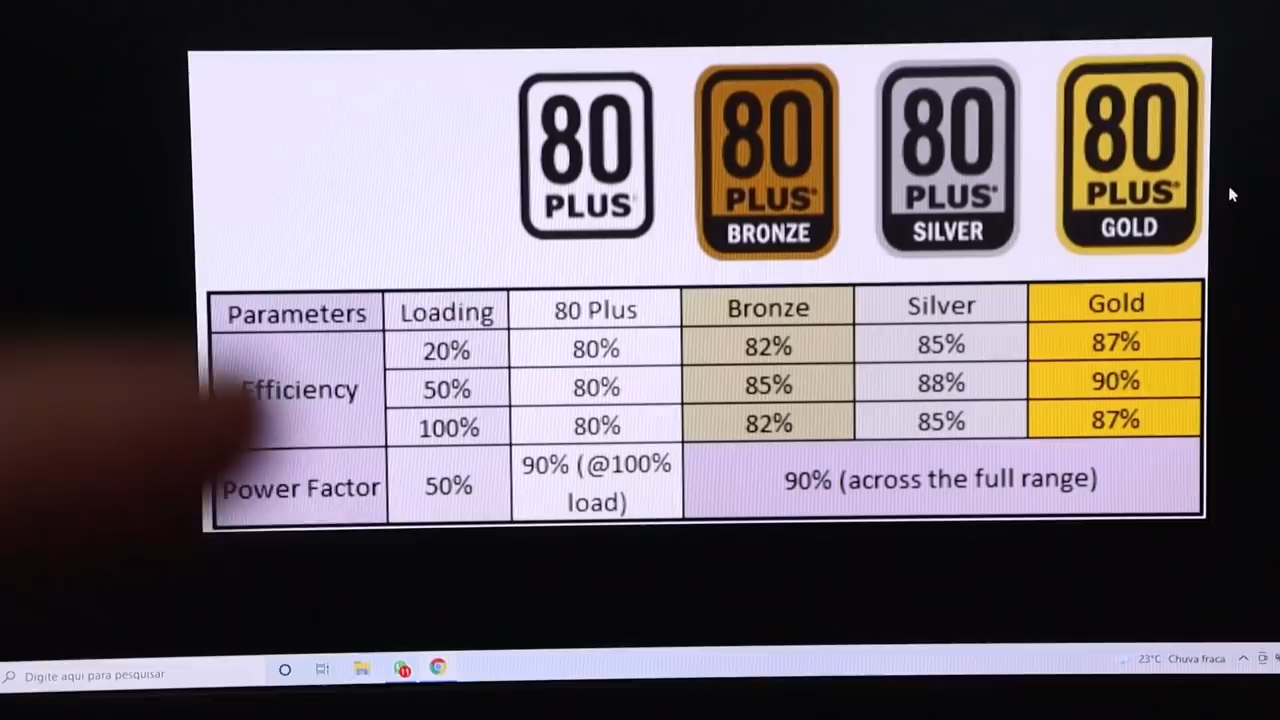 80 80 80 80
PLUS PLUS® PLUS® PLUS®
BRONZE SILVER GOLD
Parameters Loading 80 Plus Bronze Silver Gold
20% 80% 82% 85% 87%
Efficiency 50% 80% 85% 88% 90%
100% 80% 82% 85% 87%
Power Factor 50% 90% (@100% load) 90% (across the full range)
Digite aqui para pesquisar 11 23°C Chuva fraca